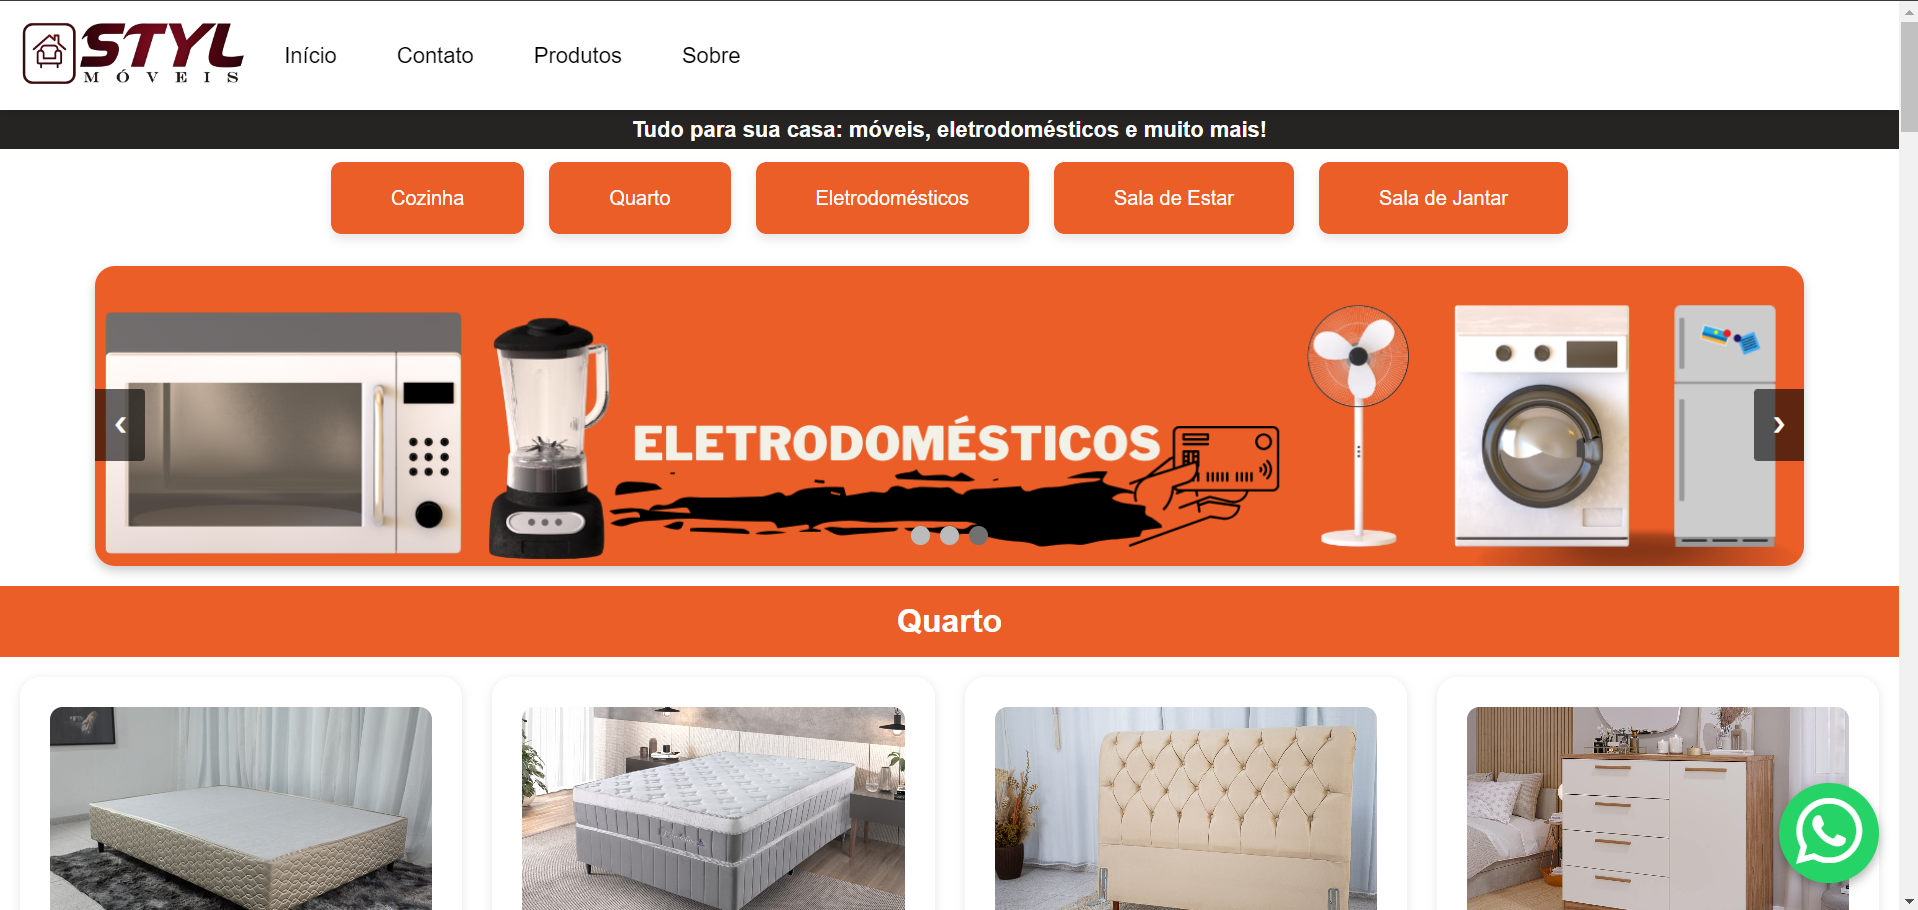 STYL
MÓVEIS
Início
Contato
Produtos
Sobre
Tudo para sua casa: móveis, eletrodomésticos e muito mais!
Cozinha
Quarto
Eletrodomésticos
Sala de Estar
Sala de Jantar
ELETRODOMÉSTICOS
Quarto